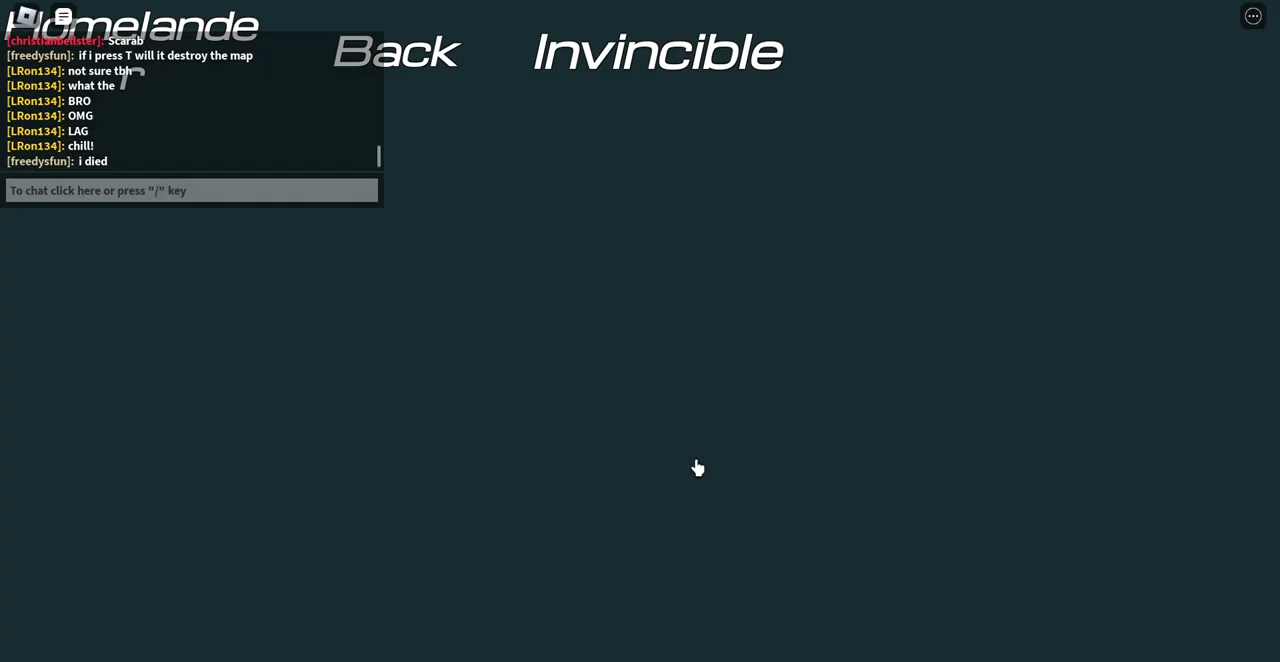 Homelande
r
Back
Invincible
[christianbellster]: Scarab
[freedysfun]: if i press T will it destroy the map
[LRon134]: not sure tbh
[LRon134]: what the
[LRon134]: BRO
[LRon134]: OMG
[LRon134]: LAG
[LRon134]: chill!
[freedysfun]: i died
To chat click here or press "/" key